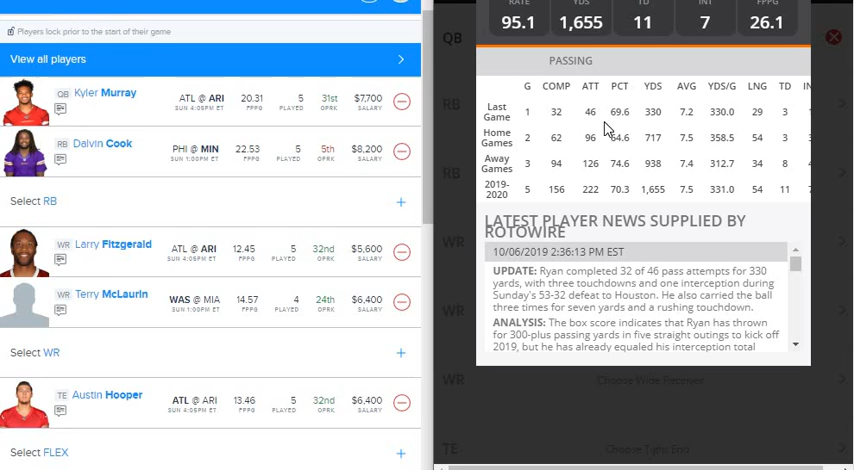 Players lock prior to the start of their game
View all players
QB Kyler Murray ATL @ ARI 20.31 5 31st $7,700
SUN 4:05PM ET FPPG PLAYED OPRK SALARY
RB Dalvin Cook PHI @ MIN 22.53 5 5th $8,200
SUN 1:00PM ET FPPG PLAYED OPRK SALARY
Select RB
WR Larry Fitzgerald ATL @ ARI 12.45 5 32nd $5,600
SUN 4:05PM ET FPPG PLAYED OPRK SALARY
WR Terry McLaurin WAS @ MIA 14.57 4 24th $6,400
SUN 1:00PM ET FPPG PLAYED OPRK SALARY
Select WR
TE Austin Hooper ATL @ ARI 13.46 5 32nd $6,400
SUN 4:05PM ET FPPG PLAYED OPRK SALARY
Select FLEX
QB
RB
RB
WR
WR
WR Choose Wide Receiver
TE Choose Tight End
RATE YDS TD INT FPPG
95.1 1,655 11 7 26.1
PASSING
G COMP ATT PCT YDS AVG YDS/G LNG TD
Last Game 1 32 46 69.6 330 7.2 330.0 29 3
Home Games 2 62 96 64.6 717 7.5 358.5 54 3
Away Games 3 94 126 74.6 938 7.4 312.7 34 8
2019-2020 5 156 222 70.3 1,655 7.5 331.0 54 11
LATEST PLAYER NEWS SUPPLIED BY
ROTOWIRE
10/06/2019 2:36:13 PM EST
UPDATE: Ryan completed 32 of 46 pass attempts for 330
yards, with three touchdowns and one interception during
Sunday's 53-32 defeat to Houston. He also carried the ball
three times for seven yards and a rushing touchdown.
ANALYSIS: The box score indicates that Ryan has thrown
for 300-plus passing yards in five straight outings to kick off
2019, but he has already equaled his interception total